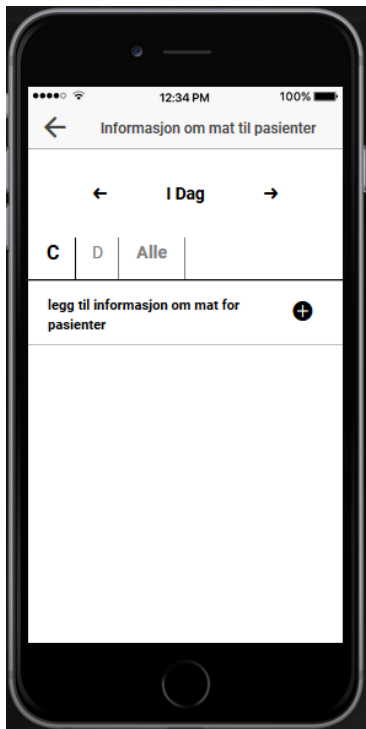 12:34 PM 100%
Informasjon om mat til pasienter
I Dag
C D Alle
legg til informasjon om mat for
pasienter